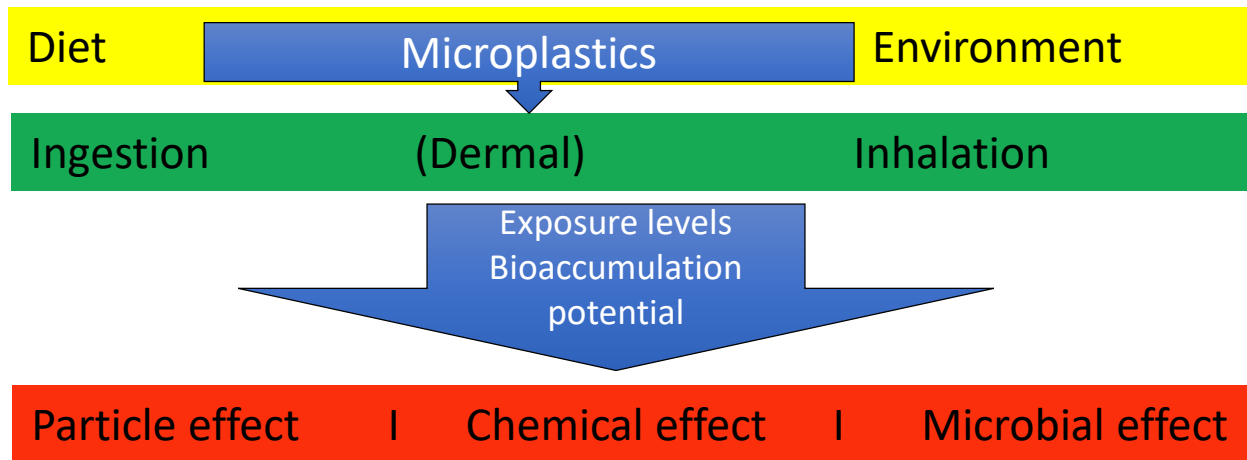 Diet Microplastics Environment
Ingestion (Dermal) Inhalation
Exposure levels
Bioaccumulation
potential
Particle effect I Chemical effect I Microbial effect